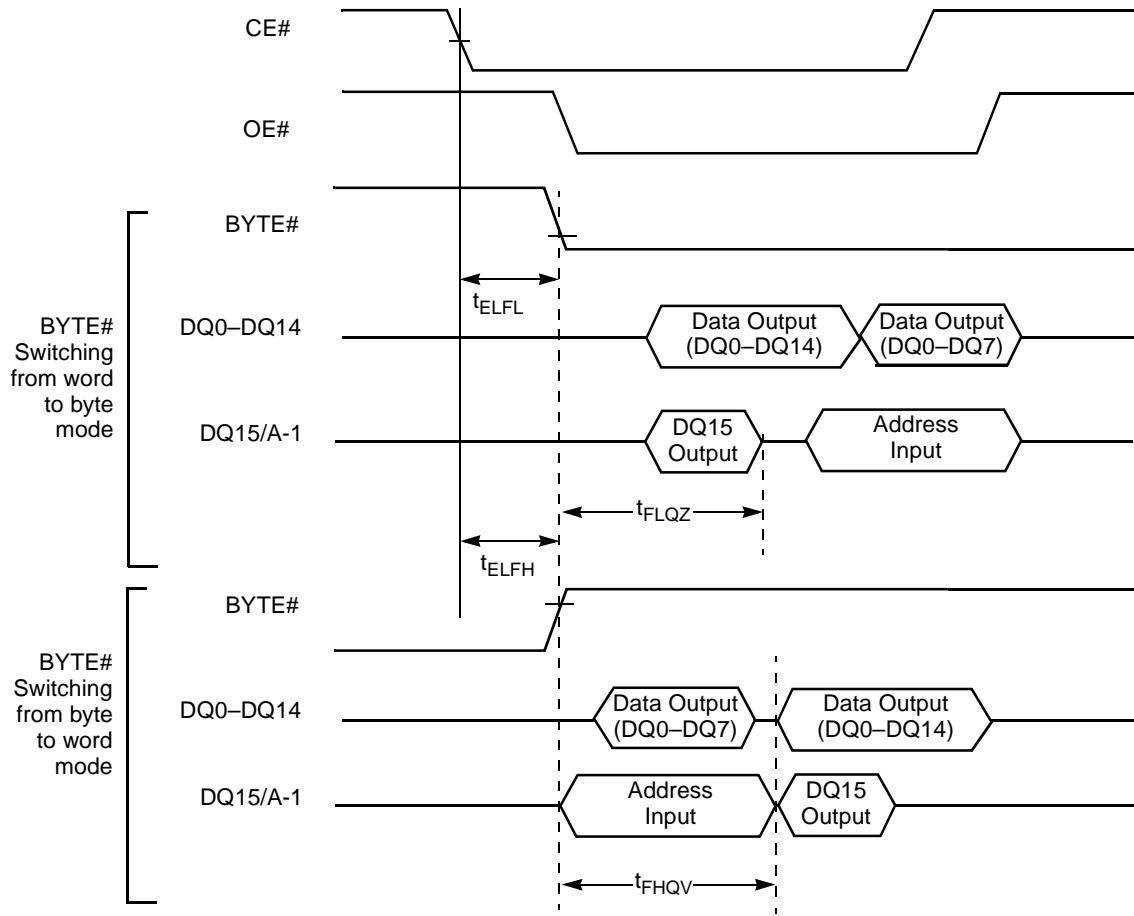 CE#
OE#
BYTE#
tELFL
BYTE#
Switching
from word
to byte
mode
DQ0–DQ14
Data Output
(DQ0–DQ14)
Data Output
(DQ0–DQ7)
DQ15/A-1
DQ15
Output
Address
Input
tFLQZ
tELFH
BYTE#
BYTE#
Switching
from byte
to word
mode
DQ0–DQ14
Data Output
(DQ0–DQ7)
Data Output
(DQ0–DQ14)
DQ15/A-1
Address
Input
DQ15
Output
tFHQV